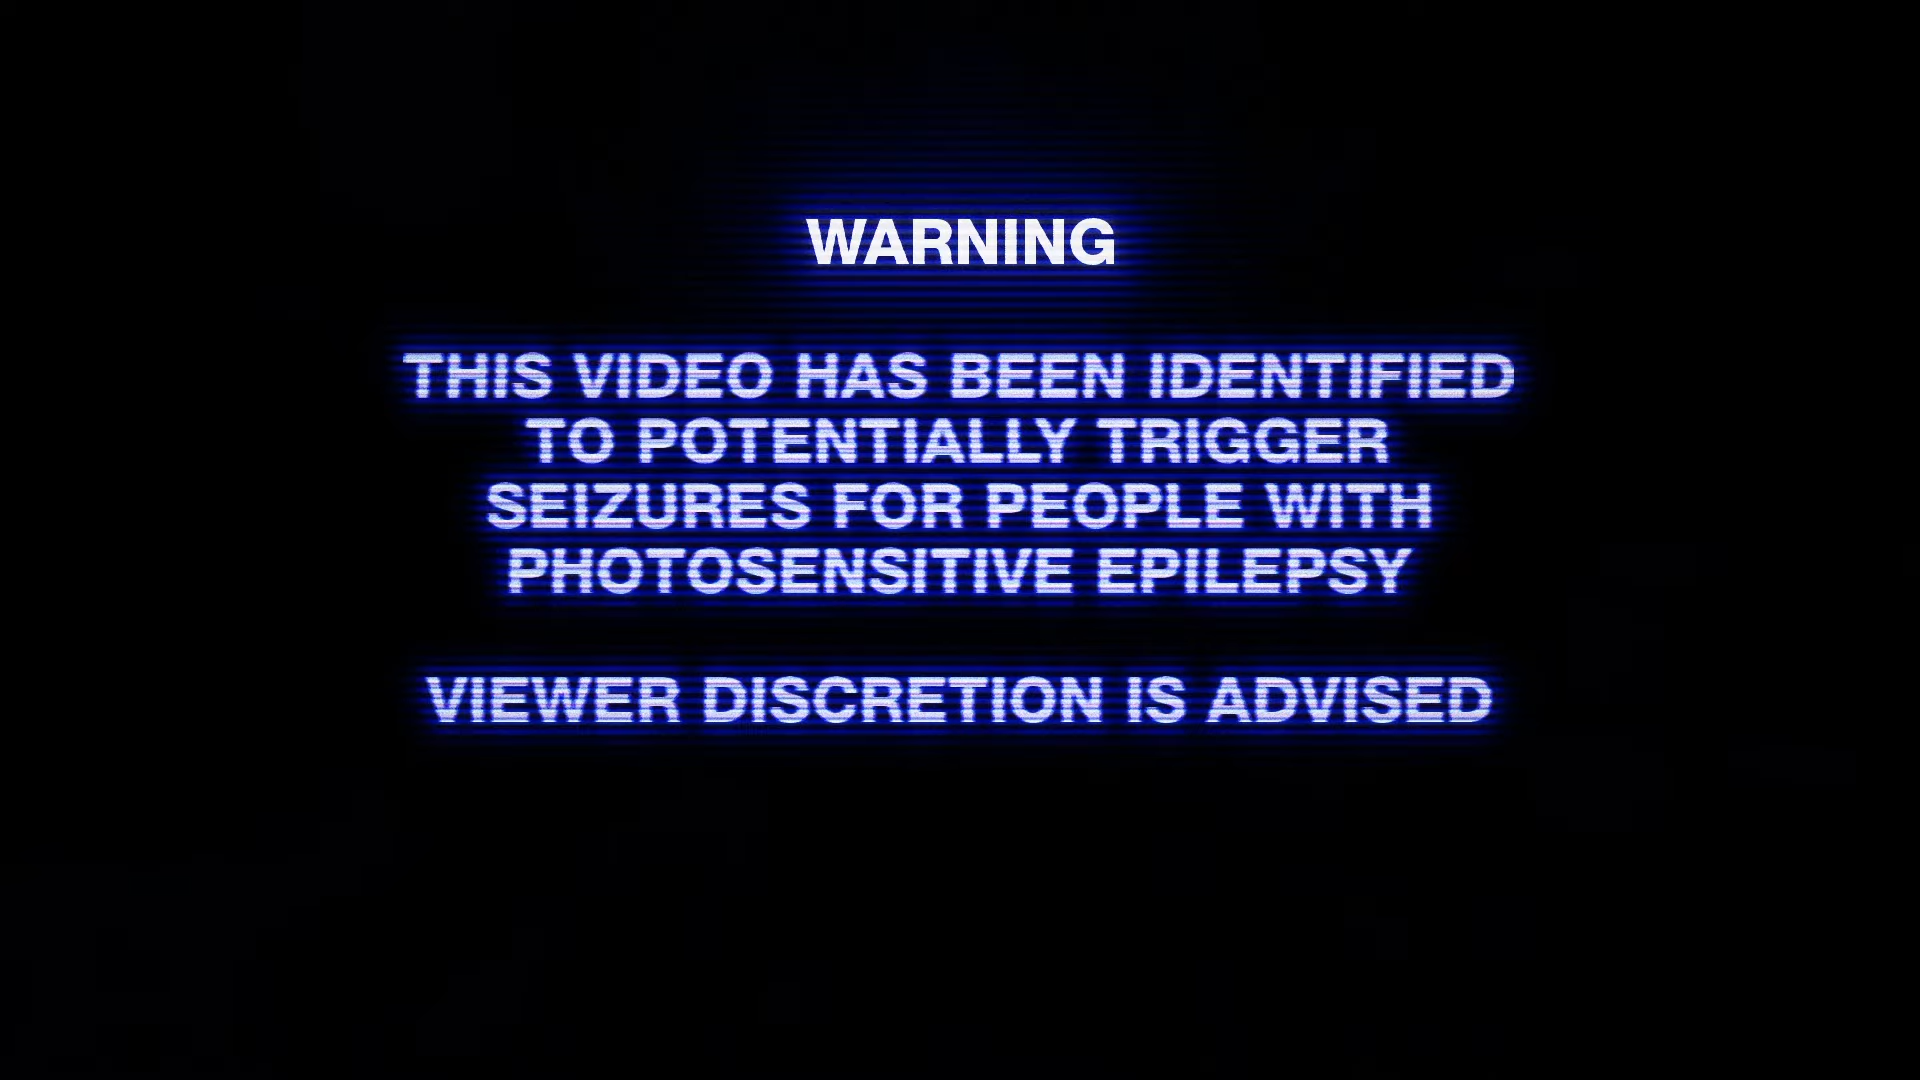 WARNING
THIS VIDEO HAS BEEN IDENTIFIED
TO POTENTIALLY TRIGGER
SEIZURES FOR PEOPLE WITH
PHOTOSENSITIVE EPILEPSY
VIEWER DISCRETION IS ADVISED